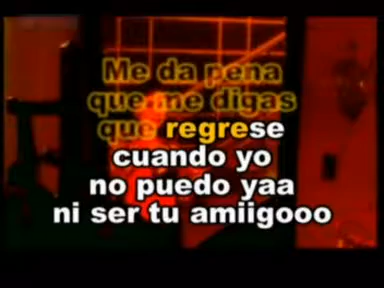 Me da pena
que me digas
que regrese
cuando yo
no puedo yaa
ni ser tu amiigooo